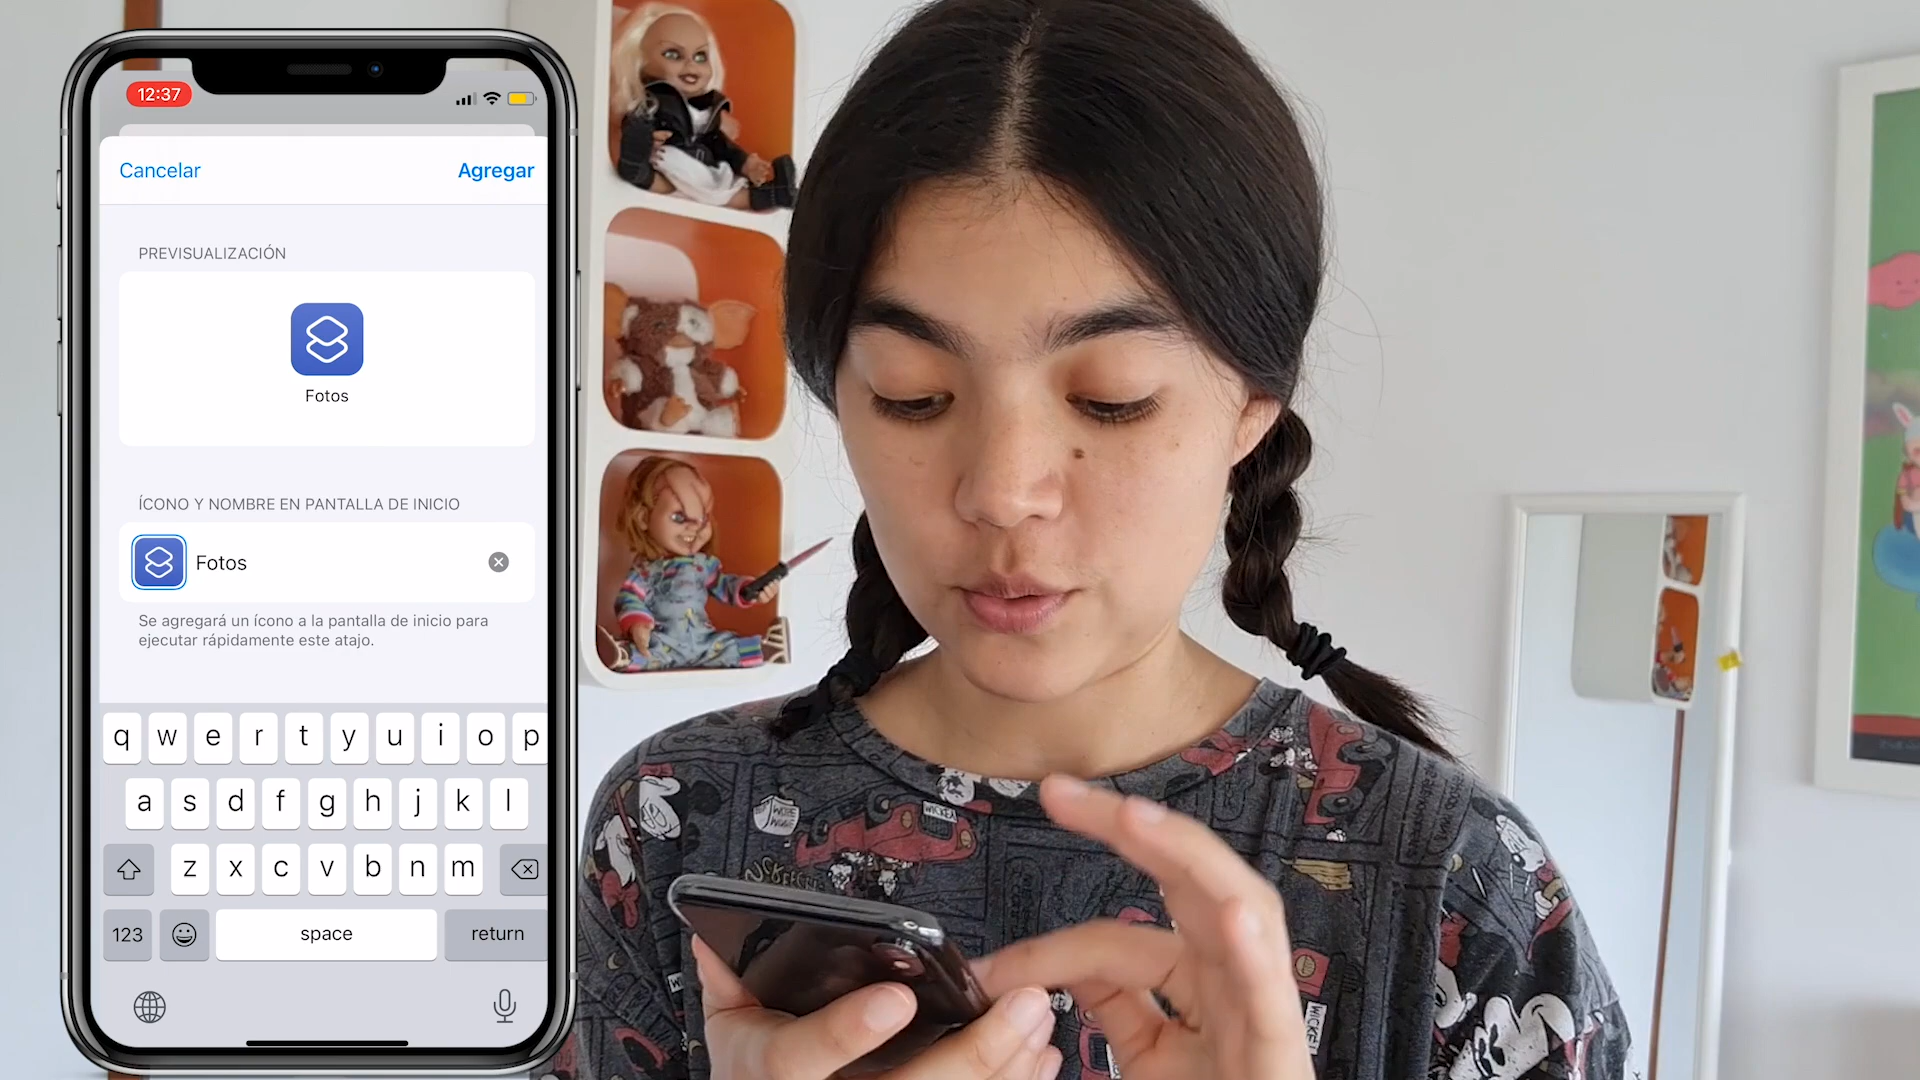 12:37
Cancelar
Agregar
PREVISUALIZACIÓN
Fotos
ÍCONO Y NOMBRE EN PANTALLA DE INICIO
Fotos
Se agregará un ícono a la pantalla de inicio para
ejecutar rápidamente este atajo.
q w e r t y u i o p
a s d f g h j k l
z x c v b n m
123
space
return
WICKED